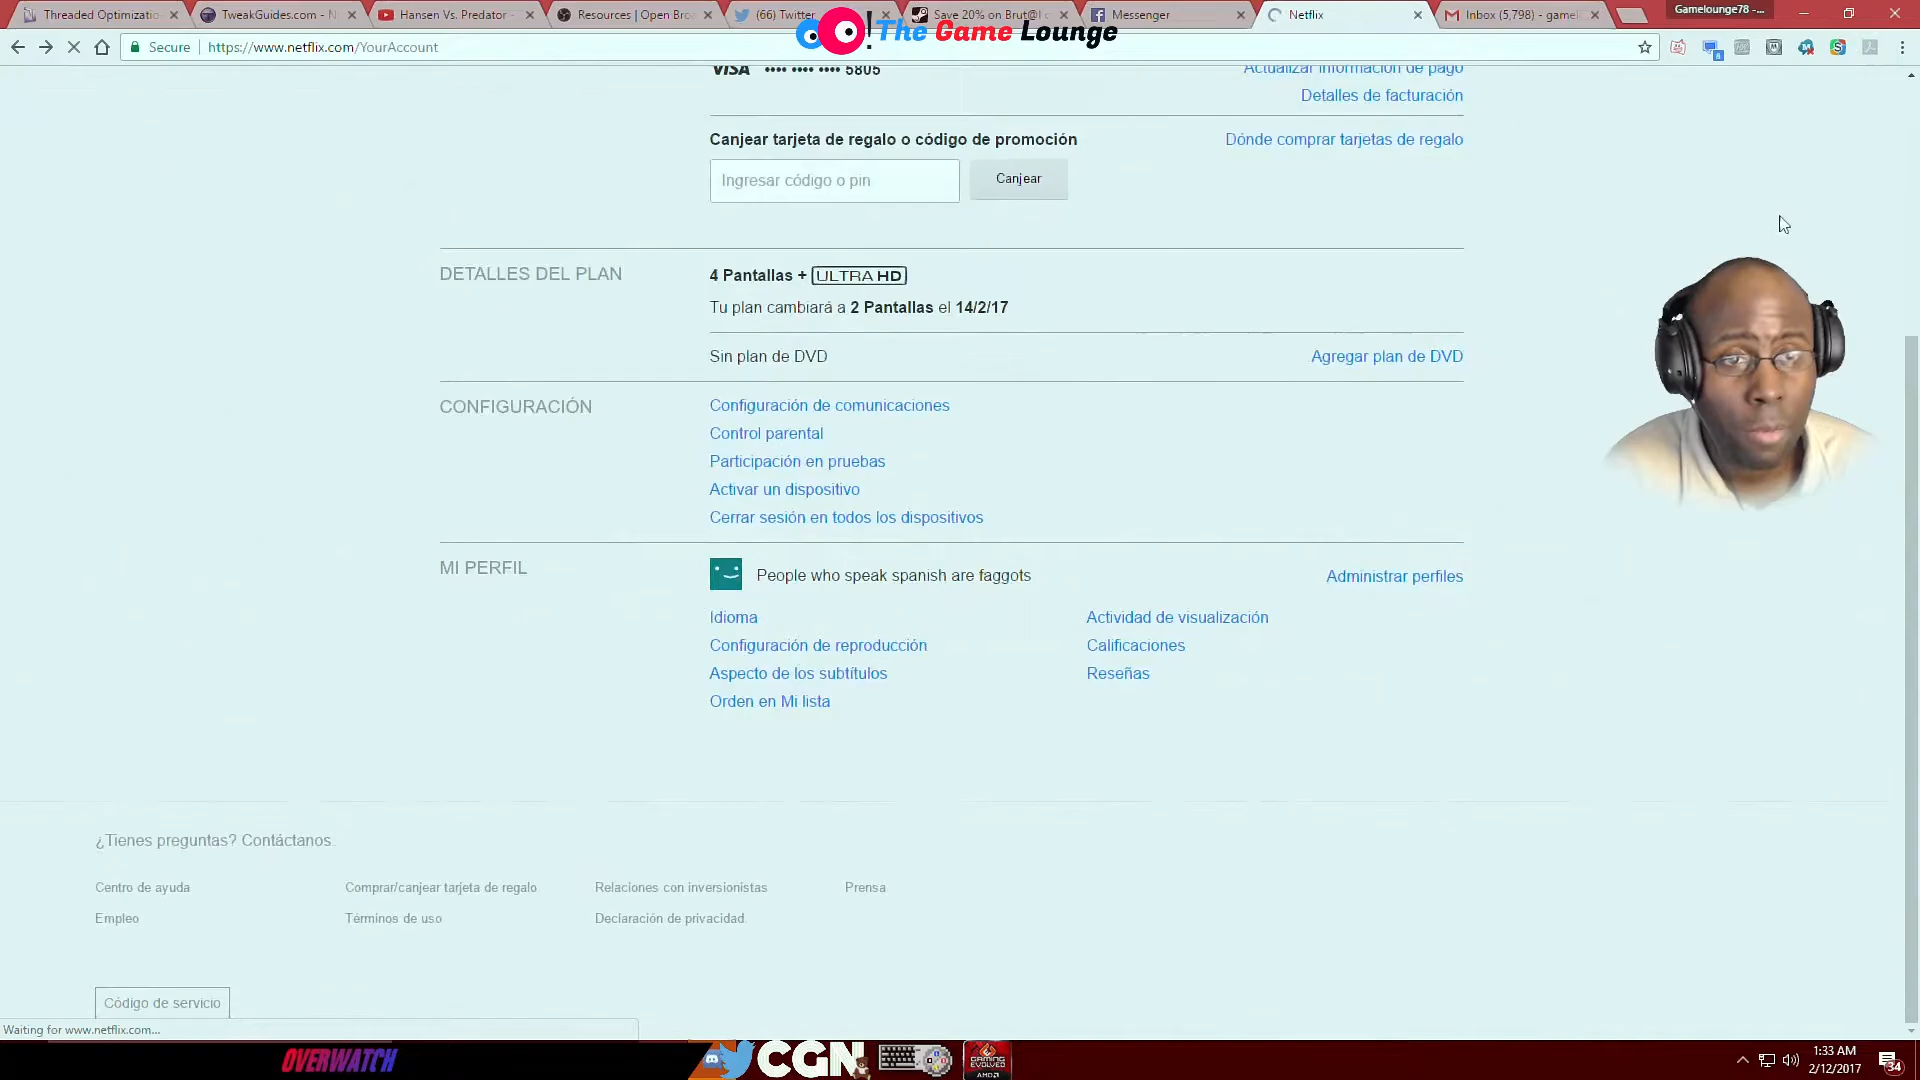 Threaded Optimizatio
TweakGuides.com - N
Hansen Vs. Predator -
Resources | Open Bro
(66) Twitter
Save 20% on Brut@l o
Messenger
Netflix
Inbox (5,798) - gamel
Gamelounge78 -...
The Game Lounge
Secure
https://www.netflix.com/YourAccount
VISA •••• •••• •••• 5805
Actualizar información de pago
Detalles de facturación
Canjear tarjeta de regalo o código de promoción
Dónde comprar tarjetas de regalo
Ingresar código o pin
Canjear
DETALLES DEL PLAN
4 Pantallas + ULTRA HD
Tu plan cambiará a 2 Pantallas el 14/2/17
Sin plan de DVD
Agregar plan de DVD
CONFIGURACIÓN
Configuración de comunicaciones
Control parental
Participación en pruebas
Activar un dispositivo
Cerrar sesión en todos los dispositivos
MI PERFIL
People who speak spanish are faggots
Administrar perfiles
Idioma
Actividad de visualización
Configuración de reproducción
Calificaciones
Aspecto de los subtítulos
Reseñas
Orden en Mi lista
¿Tienes preguntas? Contáctanos.
Centro de ayuda
Comprar/canjear tarjeta de regalo
Relaciones con inversionistas
Prensa
Empleo
Términos de uso
Declaración de privacidad
Código de servicio
Waiting for www.netflix.com...
OVERWATCH
CGN
GAMING
EVOLVED
AMD
1:33 AM
2/12/2017
34